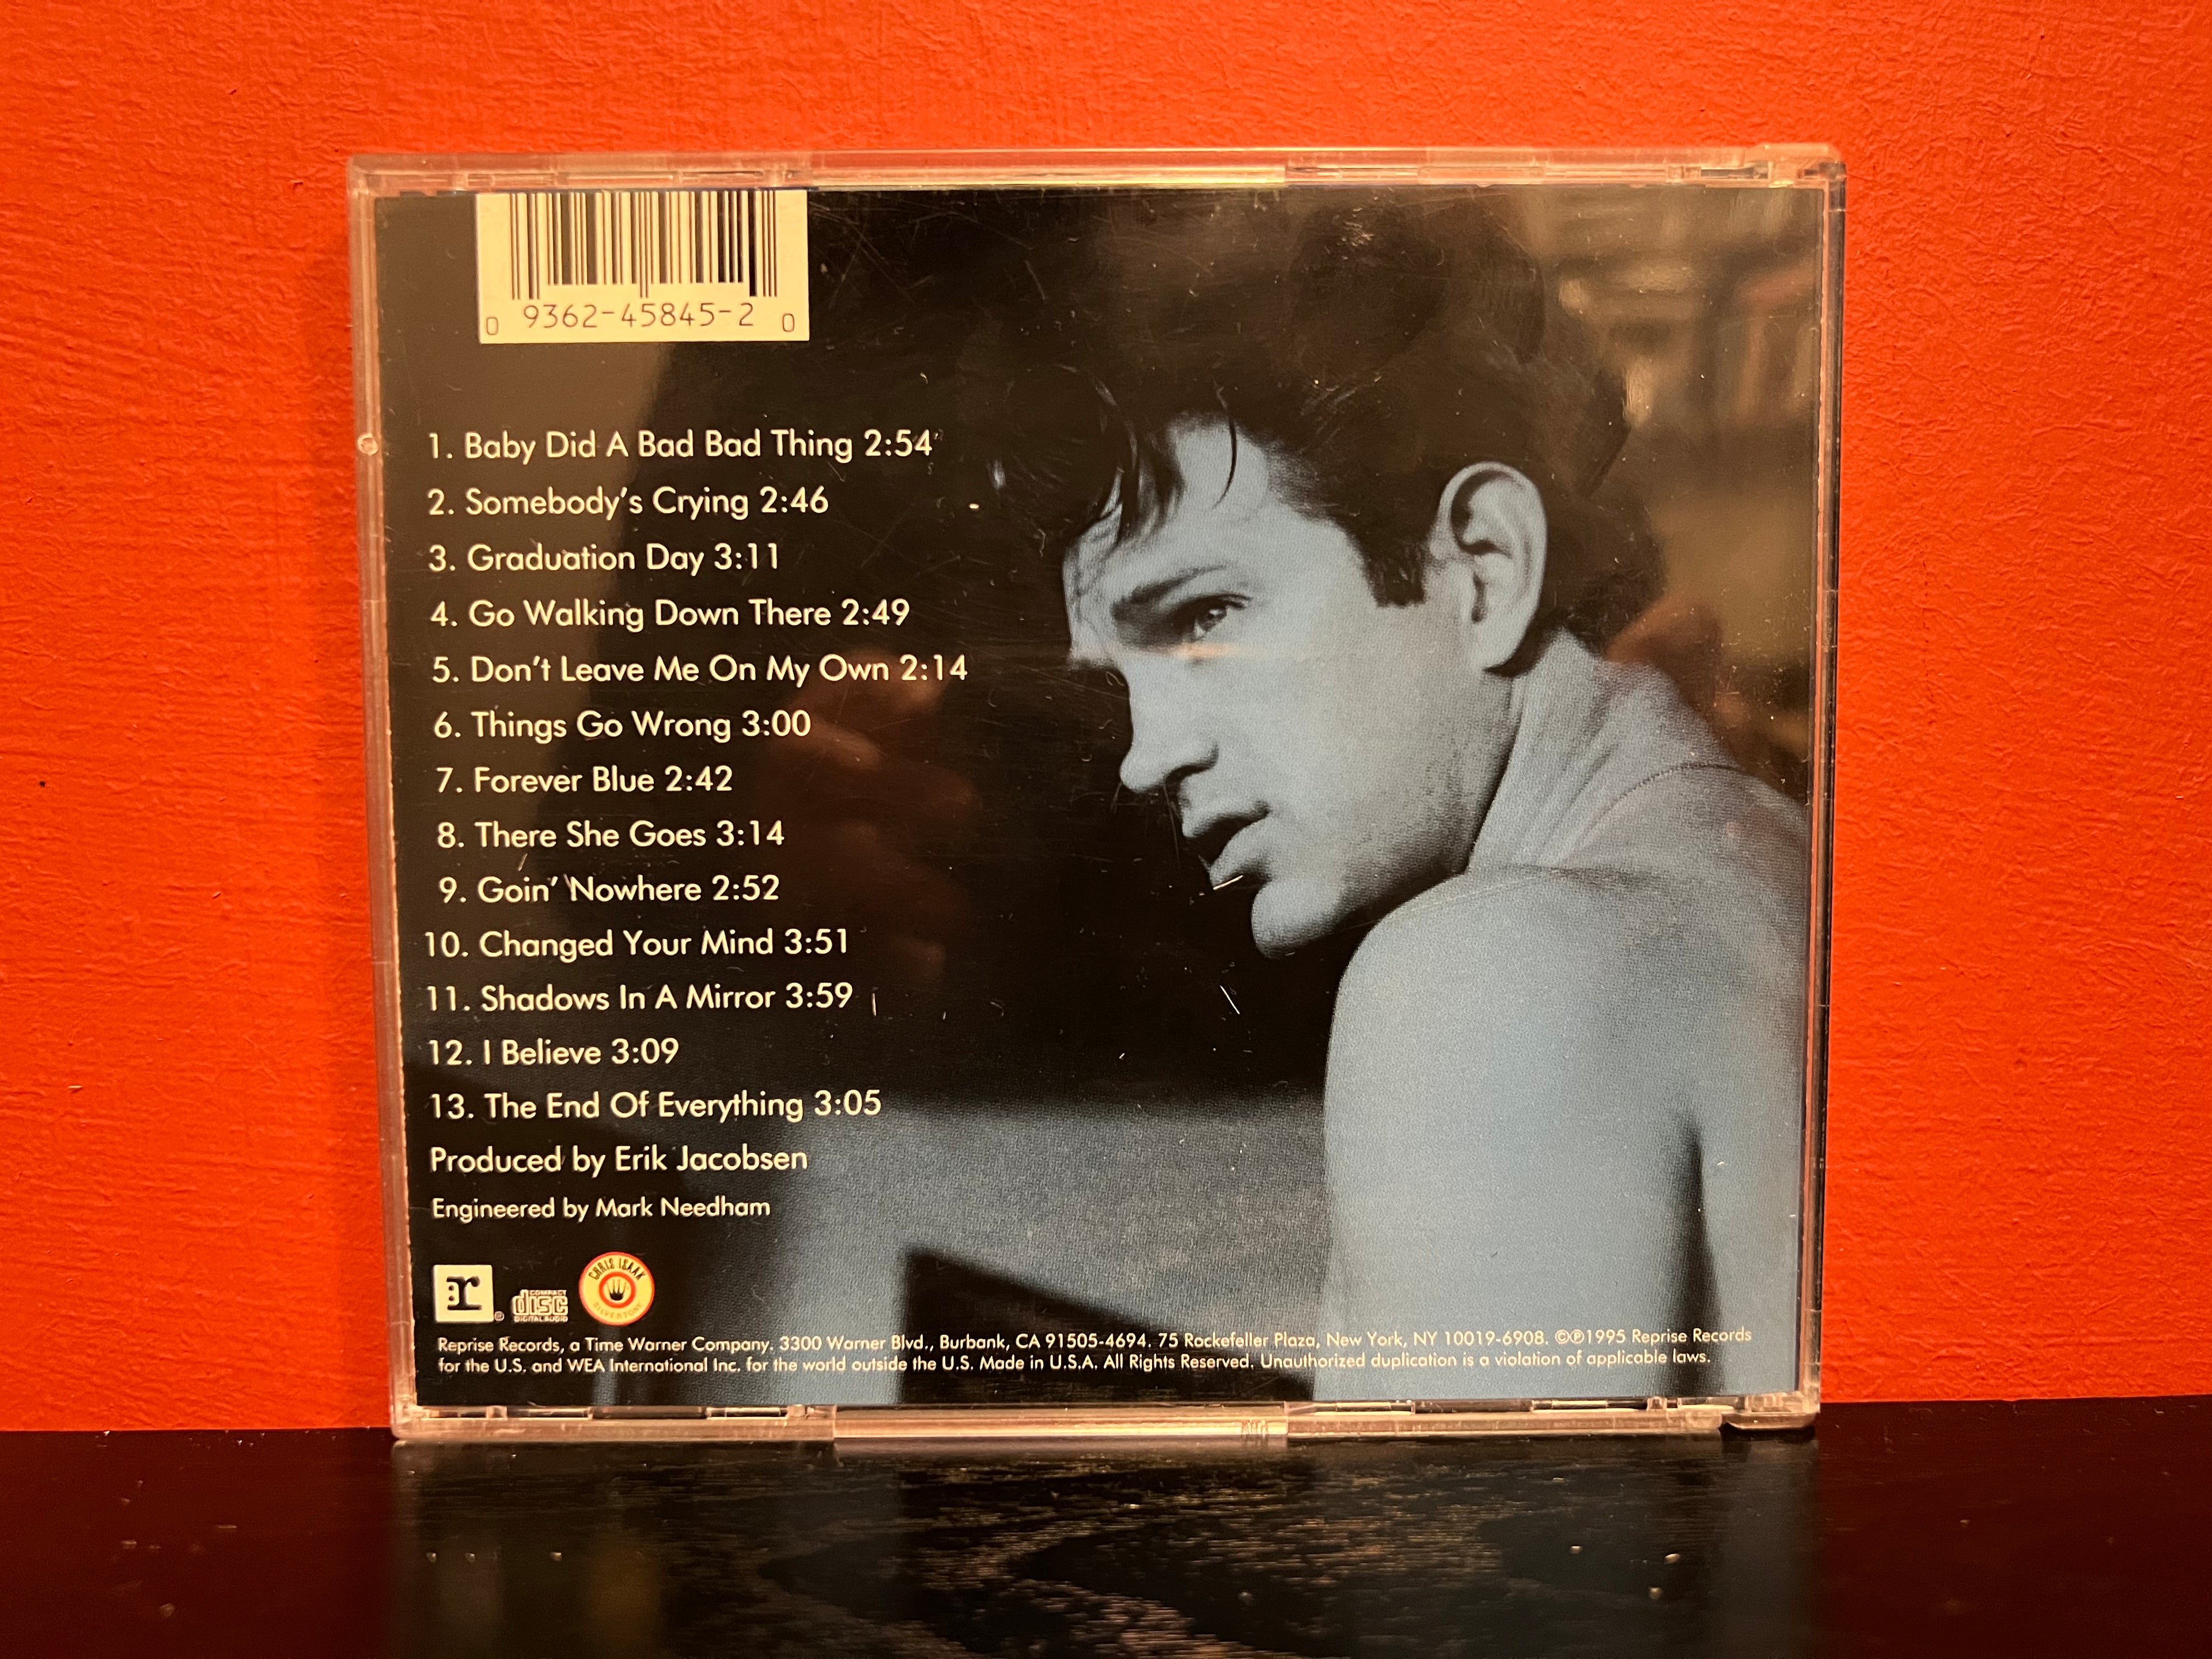 0 9362-45845-2 0
1. Baby Did A Bad Bad Thing 2:54
2. Somebody's Crying 2:46
3. Graduation Day 3:11
4. Go Walking Down There 2:49
5. Don't Leave Me On My Own 2:14
6. Things Go Wrong 3:00
7. Forever Blue 2:42
8. There She Goes 3:14
9. Goin' Nowhere 2:52
10. Changed Your Mind 3:51
11. Shadows In A Mirror 3:59
12. I Believe 3:09
13. The End Of Everything 3:05
Produced by Erik Jacobsen
Engineered by Mark Needham
r ®
COMPACT
disc
DIGITAL AUDIO
CHRIS ISAAK
SILVERTONE
Reprise Records, a Time Warner Company. 3300 Warner Blvd., Burbank, CA 91505-4694. 75 Rockefeller Plaza, New York, NY 10019-6908. ©℗1995 Reprise Records
for the U.S. and WEA International Inc. for the world outside the U.S. Made in U.S.A. All Rights Reserved. Unauthorized duplication is a violation of applicable laws.